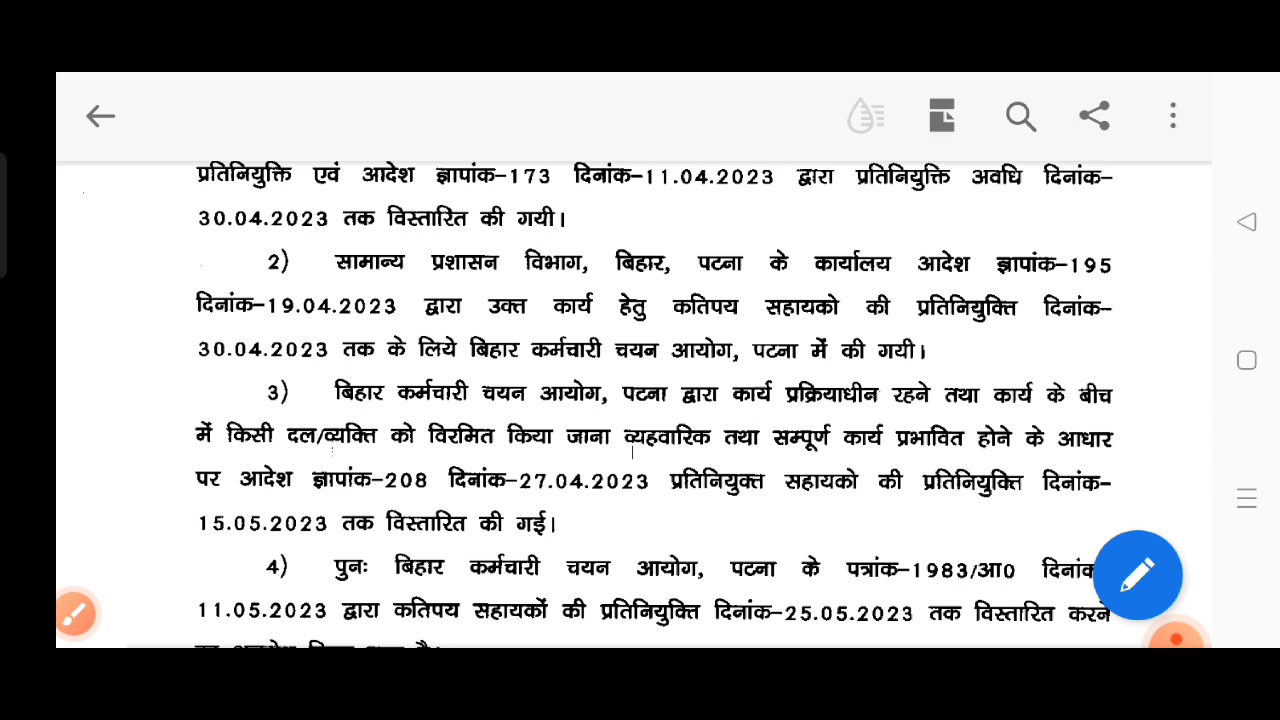 प्रतिनियुक्ति एवं आदेश ज्ञापांक-173 दिनांक-11.04.2023 द्वारा प्रतिनियुक्ति अवधि दिनांक-
30.04.2023 तक विस्तारित की गयी।
2) सामान्य प्रशासन विभाग, बिहार, पटना के कार्यालय आदेश ज्ञापांक-195
दिनांक-19.04.2023 द्वारा उक्त कार्य हेतु कतिपय सहायको की प्रतिनियुक्ति दिनांक-
30.04.2023 तक के लिये बिहार कर्मचारी चयन आयोग, पटना में की गयी।
3) बिहार कर्मचारी चयन आयोग, पटना द्वारा कार्य प्रक्रियाधीन रहने तथा कार्य के बीच
में किसी दल/व्यक्ति को विरमित किया जाना व्यहवारिक तथा सम्पूर्ण कार्य प्रभावित होने के आधार
पर आदेश ज्ञापांक-208 दिनांक-27.04.2023 प्रतिनियुक्त सहायको की प्रतिनियुक्ति दिनांक-
15.05.2023 तक विस्तारित की गई।
4) पुनः बिहार कर्मचारी चयन आयोग, पटना के पत्रांक-1983/आ0 दिनांक
11.05.2023 द्वारा कतिपय सहायकों की प्रतिनियुक्ति दिनांक-25.05.2023 तक विस्तारित करने